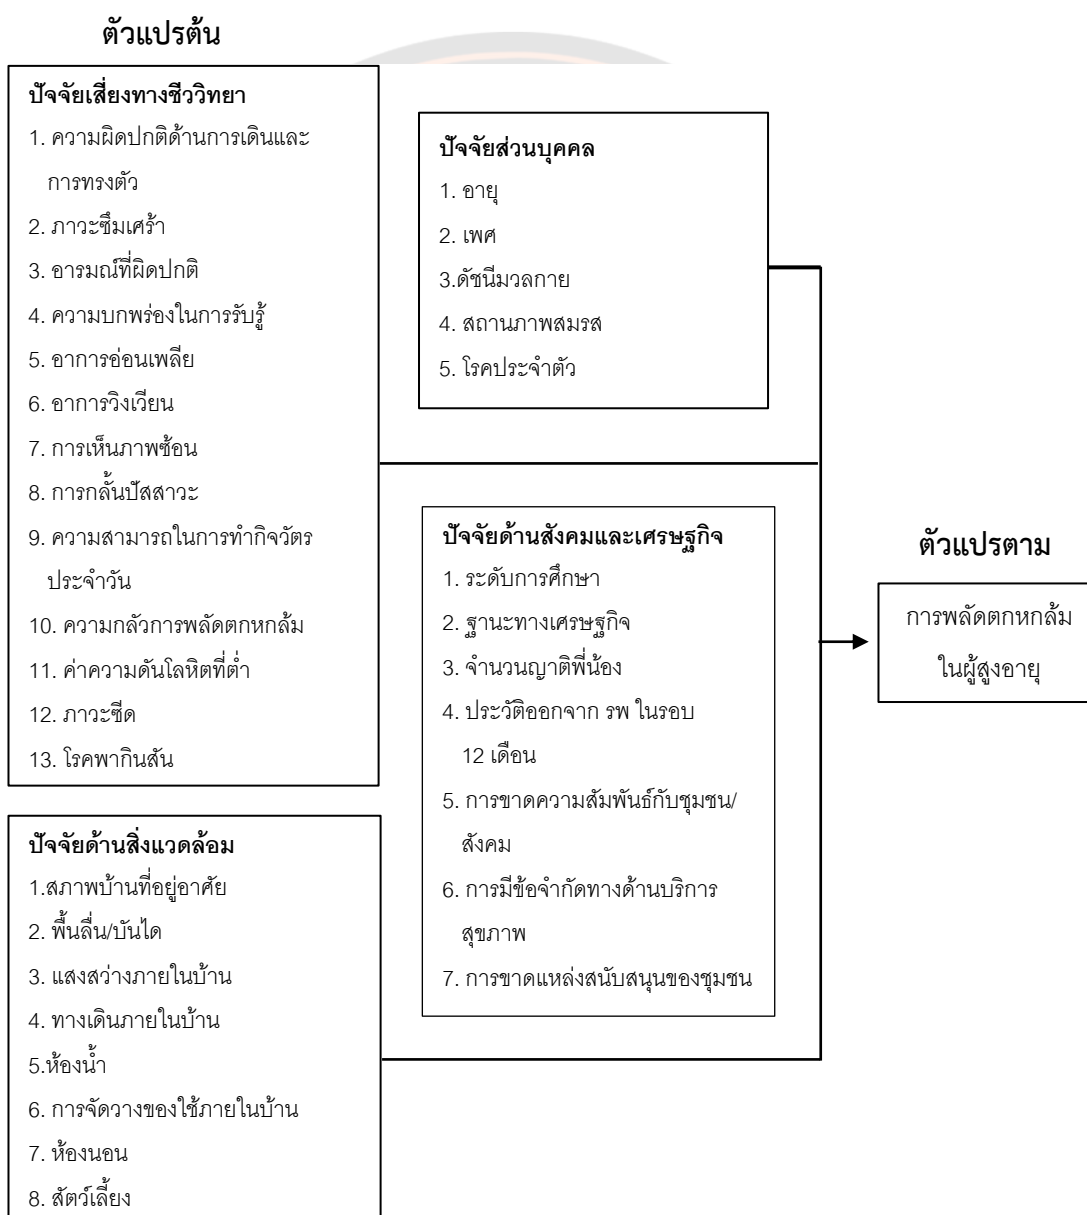 ตัวแปรต้น
ปัจจัยเสี่ยงทางชีววิทยา
1. ความผิดปกติด้านการเดินและ
การทรงตัว
2. ภาวะซึมเศร้า
3. อารมณ์ที่ผิดปกติ
4. ความบกพร่องในการรับรู้
5. อาการอ่อนเพลีย
6. อาการวิงเวียน
7. การเห็นภาพซ้อน
8. การกลั้นปัสสาวะ
9. ความสามารถในการทำกิจวัตร
ประจำวัน
10. ความกลัวการพลัดตกหกล้ม
11. ค่าความดันโลหิตที่ต่ำ
12. ภาวะซีด
13. โรคพากินสัน
ปัจจัยด้านสิ่งแวดล้อม
1.สภาพบ้านที่อยู่อาศัย
2. พื้นลื่น/บันได
3. แสงสว่างภายในบ้าน
4. ทางเดินภายในบ้าน
5.ห้องน้ำ
6. การจัดวางของใช้ภายในบ้าน
7. ห้องนอน
8. สัตว์เลี้ยง
ปัจจัยส่วนบุคคล
1. อายุ
2. เพศ
3.ดัชนีมวลกาย
4. สถานภาพสมรส
5. โรคประจำตัว
ปัจจัยด้านสังคมและเศรษฐกิจ
1. ระดับการศึกษา
2. ฐานะทางเศรษฐกิจ
3. จำนวนญาติพี่น้อง
4. ประวัติออกจาก รพ ในรอบ
12 เดือน
5. การขาดความสัมพันธ์กับชุมชน/
สังคม
6. การมีข้อจำกัดทางด้านบริการ
สุขภาพ
7. การขาดแหล่งสนับสนุนของชุมชน
ตัวแปรตาม
การพลัดตกหกล้ม
ในผู้สูงอายุ